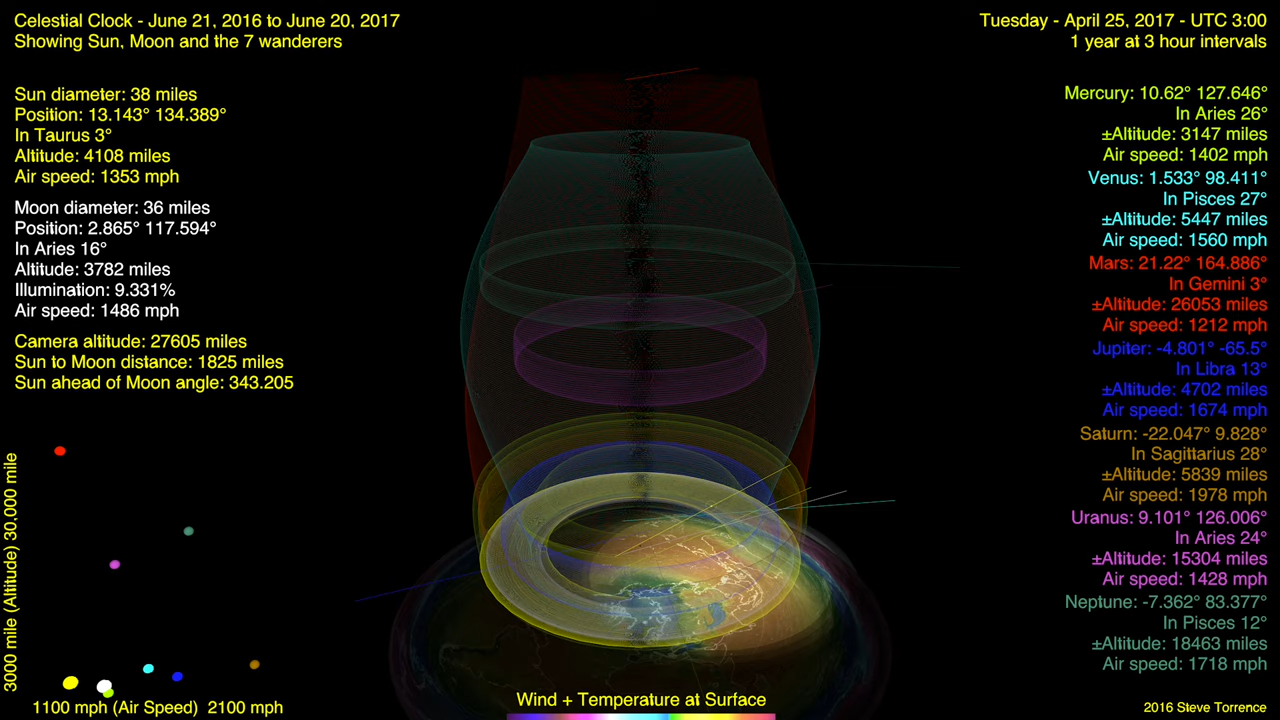 Celestial Clock - June 21, 2016 to June 20, 2017
Showing Sun, Moon and the 7 wanderers
Tuesday - April 25, 2017 - UTC 3:00
1 year at 3 hour intervals
Sun diameter: 38 miles
Position: 13.143° 134.389°
In Taurus 3°
Altitude: 4108 miles
Air speed: 1353 mph
Moon diameter: 36 miles
Position: 2.865° 117.594°
In Aries 16°
Altitude: 3782 miles
Illumination: 9.331%
Air speed: 1486 mph
Camera altitude: 27605 miles
Sun to Moon distance: 1825 miles
Sun ahead of Moon angle: 343.205
Mercury: 10.62° 127.646°
In Aries 26°
±Altitude: 3147 miles
Air speed: 1402 mph
Venus: 1.533° 98.411°
In Pisces 27°
±Altitude: 5447 miles
Air speed: 1560 mph
Mars: 21.22° 164.886°
In Gemini 3°
±Altitude: 26053 miles
Air speed: 1212 mph
Jupiter: -4.801° -65.5°
In Libra 13°
±Altitude: 4702 miles
Air speed: 1674 mph
Saturn: -22.047° 9.828°
In Sagittarius 28°
±Altitude: 5839 miles
Air speed: 1978 mph
Uranus: 9.101° 126.006°
In Aries 24°
±Altitude: 15304 miles
Air speed: 1428 mph
Neptune: -7.362° 83.377°
In Pisces 12°
±Altitude: 18463 miles
Air speed: 1718 mph
3000 mile (Altitude) 30,000 mile
1100 mph (Air Speed) 2100 mph
Wind + Temperature at Surface
2016 Steve Torrence